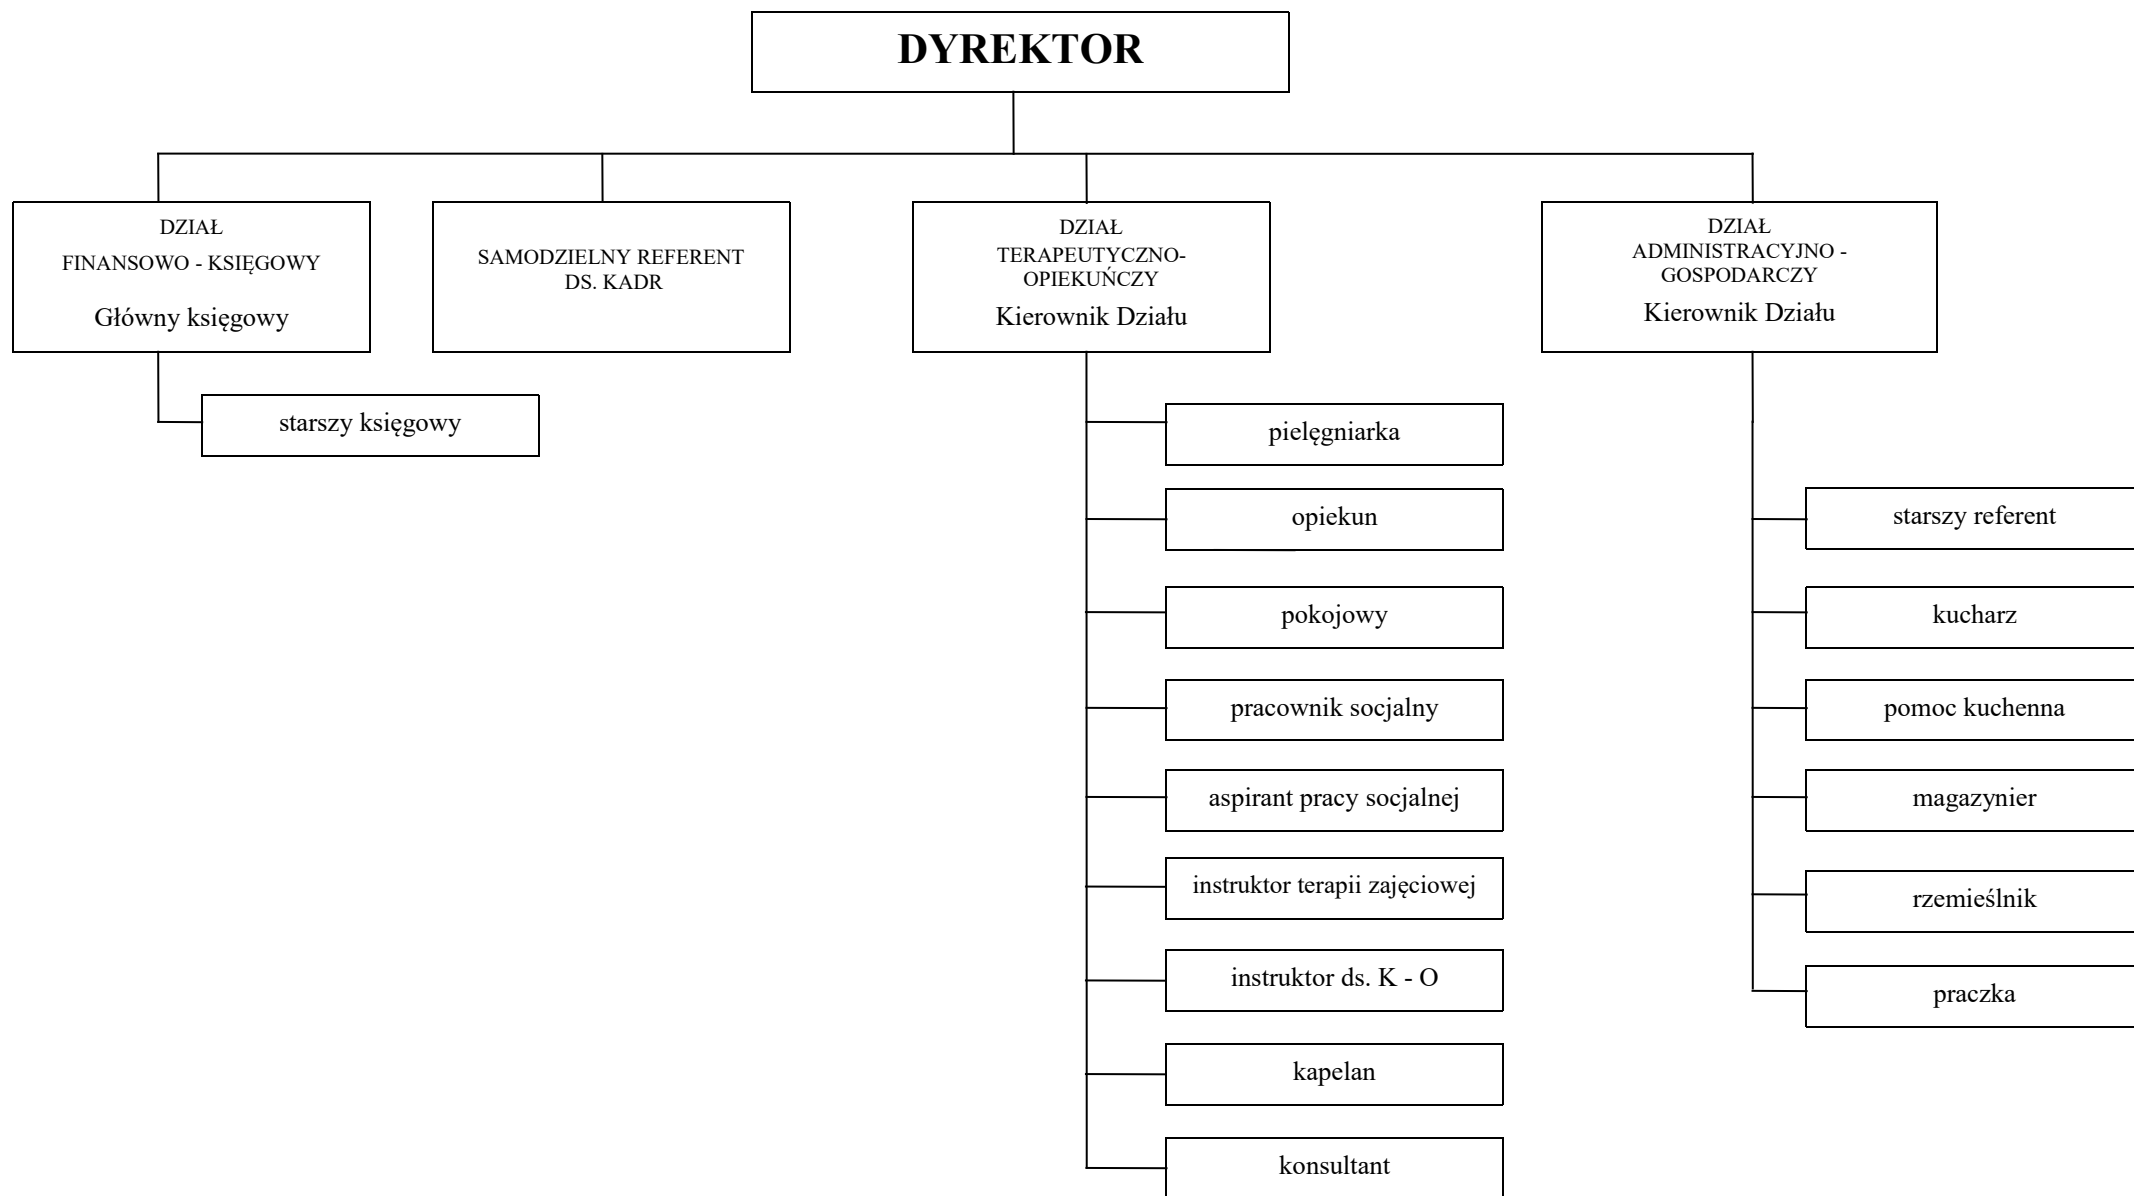 DYREKTOR
DZIAŁ
FINANSOWO - KSIĘGOWY
Główny księgowy
SAMODZIELNY REFERENT
DS. KADR
DZIAŁ
TERAPEUTYCZNO-
OPIEKUŃCZY
Kierownik Działu
DZIAŁ
ADMINISTRACYJNO -
GOSPODARCZY
Kierownik Działu
starszy księgowy
pielęgniarka
opiekun
pokojowy
pracownik socjalny
aspirant pracy socjalnej
instruktor terapii zajęciowej
instruktor ds. K - O
kapelan
konsultant
starszy referent
kucharz
pomoc kuchenna
magazynier
rzemieślnik
praczka